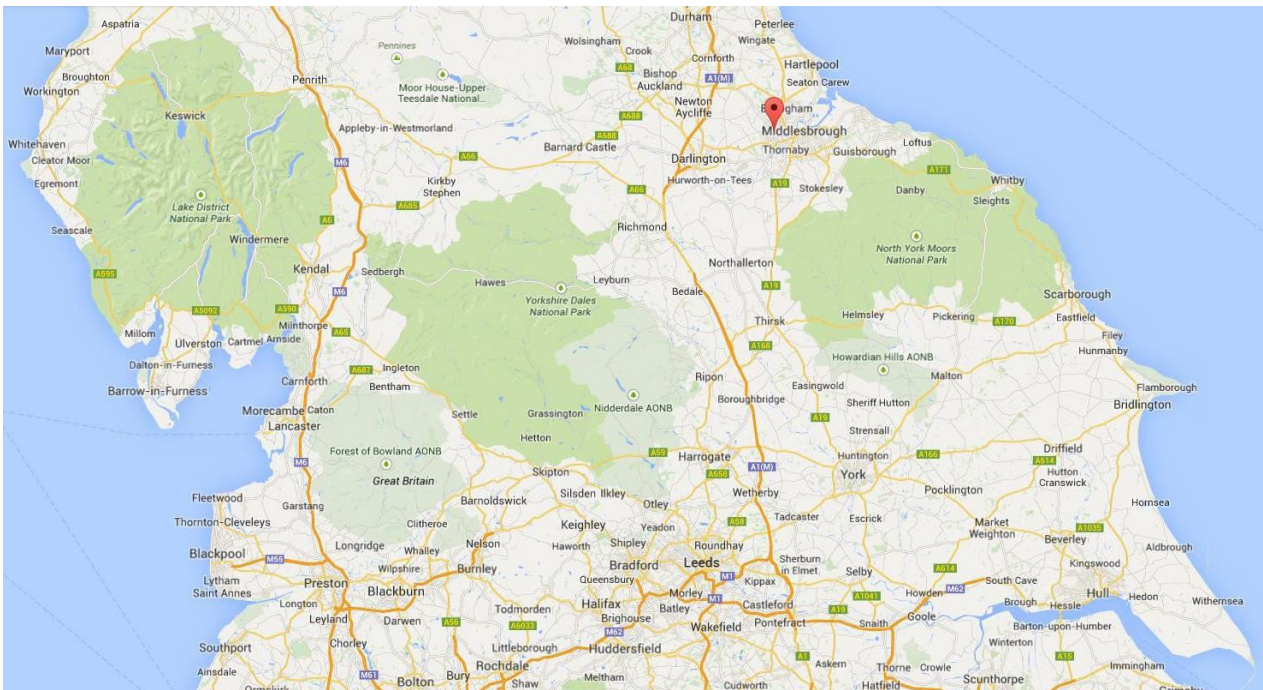 Aspatria
Durham
Peterlee
Maryport
Pennines
Wolsingham
Crook
Wingate
Cornforth
Broughton
Penrith
A68
Bishop
Auckland
A1(M)
Hartlepool
Seaton Carew
Workington
Moor House-Upper
Teesdale National...
Newton
Aycliffe
Keswick
Appleby-in-Westmorland
A688
Middlesbrough
Whitehaven
A688
Barnard Castle
Thornaby
Guisborough
Loftus
Cleator Moor
M6
A66
Darlington
Egremont
Kirkby
Stephen
A66
Hurworth-on-Tees
A19
Stokesley
A171
Danby
Whitby
Sleights
Lake District
National Park
A685
A6
Seascale
Windermere
Richmond
North York Moors
National Park
Kendal
Sedbergh
Northallerton
A595
Hawes
Leyburn
A19
M6
Yorkshire Dales
National Park
Bedale
Scarborough
A5092
A590
Helmsley
Pickering
A170
Eastfield
Millom
Milnthorpe
A65
Thirsk
Filey
Ulverston
Cartmel
Arnside
A168
Hunmanby
Dalton-in-Furness
A687
Ingleton
Howardian Hills AONB
Carnforth
Bentham
Ripon
Malton
Barrow-in-Furness
Easingwold
Flamborough
Morecambe
Caton
Nidderdale AONB
Boroughbridge
Sheriff Hutton
Bridlington
Lancaster
Settle
Grassington
A19
Hetton
Strensall
Forest of Bowland AONB
A59
Harrogate
Huntington
A166
Driffield
M6
A614
Great Britain
Skipton
A658
A1(M)
York
Hutton
Cranswick
Fleetwood
Barnoldswick
Silsden
Ilkley
Wetherby
Pocklington
Garstang
Otley
Hornsea
Thornton-Cleveleys
Clitheroe
Keighley
Yeadon
A58
Tadcaster
Escrick
Market
Weighton
A1035
Blackpool
Longridge
Whalley
Nelson
Haworth
Shipley
Roundhay
Beverley
Aldbrough
M55
Wilpshire
Bradford
Leeds
Sherburn
in Elmet
A614
Kingswood
Lytham
Saint Annes
Preston
Burnley
Queensbury
M1
Kippax
Selby
South Cave
Blackburn
Morley
A1041
Howden
M62
Hull
Hedon
Withernsea
Longton
Todmorden
Halifax
Batley
M1
Castleford
A19
Brough
Hessle
Leyland
Darwen
A56
A6033
Brighouse
Wakefield
Pontefract
Snaith
Goole
Barton-upon-Humber
M62
Southport
Chorley
Littleborough
Huddersfield
Winterton
A1
A15
Ainsdale
M61
Bury
Rochdale
Askern
Thorne
Crowle
Immingham
Bolton
Shaw
Meltham
Cudworth
Hatfield
Scunthorpe